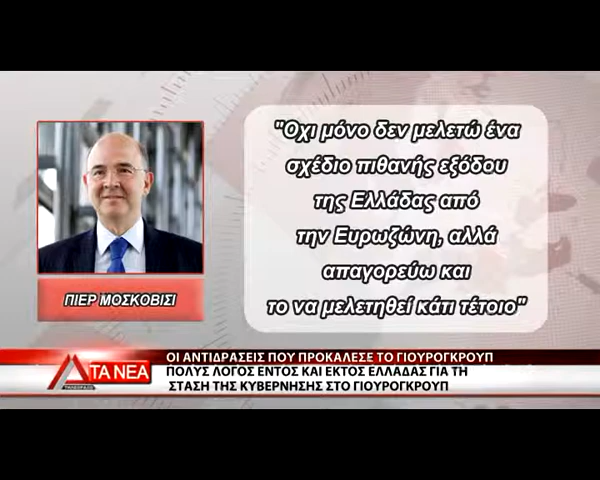 "Όχι μόνο δεν μελετώ ένα
σχέδιο πιθανής εξόδου
της Ελλάδας από
την Ευρωζώνη, αλλά
απαγορεύω και
το να μελετηθεί κάτι τέτοιο"
ΠΙΕΡ ΜΟΣΚΟΒΙΣΙ
ΟΙ ΑΝΤΙΔΡΑΣΕΙΣ ΠΟΥ ΠΡΟΚΑΛΕΣΕ ΤΟ ΓΙΟΥΡΟΓΚΡΟΥΠ
ΤΑ ΝΕΑ
ΠΟΛΥΣ ΛΟΓΟΣ ΕΝΤΟΣ ΚΑΙ ΕΚΤΟΣ ΕΛΛΑΔΑΣ ΓΙΑ ΤΗ
ΣΤΑΣΗ ΤΗΣ ΚΥΒΕΡΝΗΣΗΣ ΣΤΟ ΓΙΟΥΡΟΓΚΡΟΥΠ